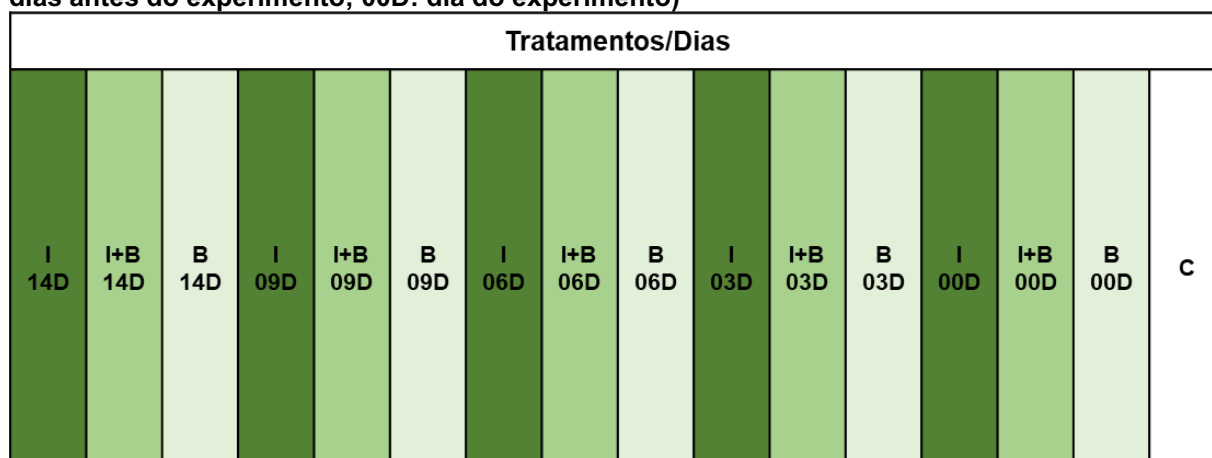 dias antes do experimento; 00D: dia do experimento)
Tratamentos/Dias
I I+B B I I+B B I I+B B I I+B B I I+B B C
14D 14D 14D 09D 09D 09D 06D 06D 06D 03D 03D 03D 00D 00D 00D